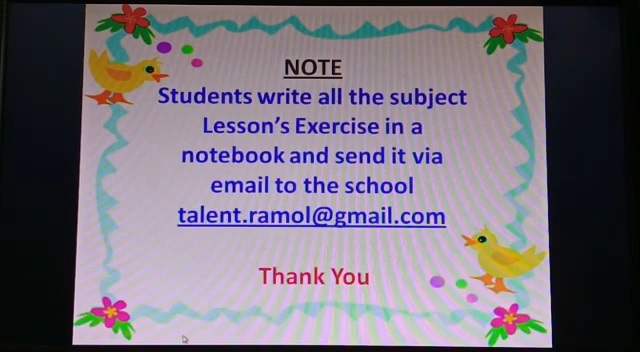 NOTE
Students write all the subject
Lesson's Exercise in a
notebook and send it via
email to the school
talent.ramol@gmail.com
Thank You